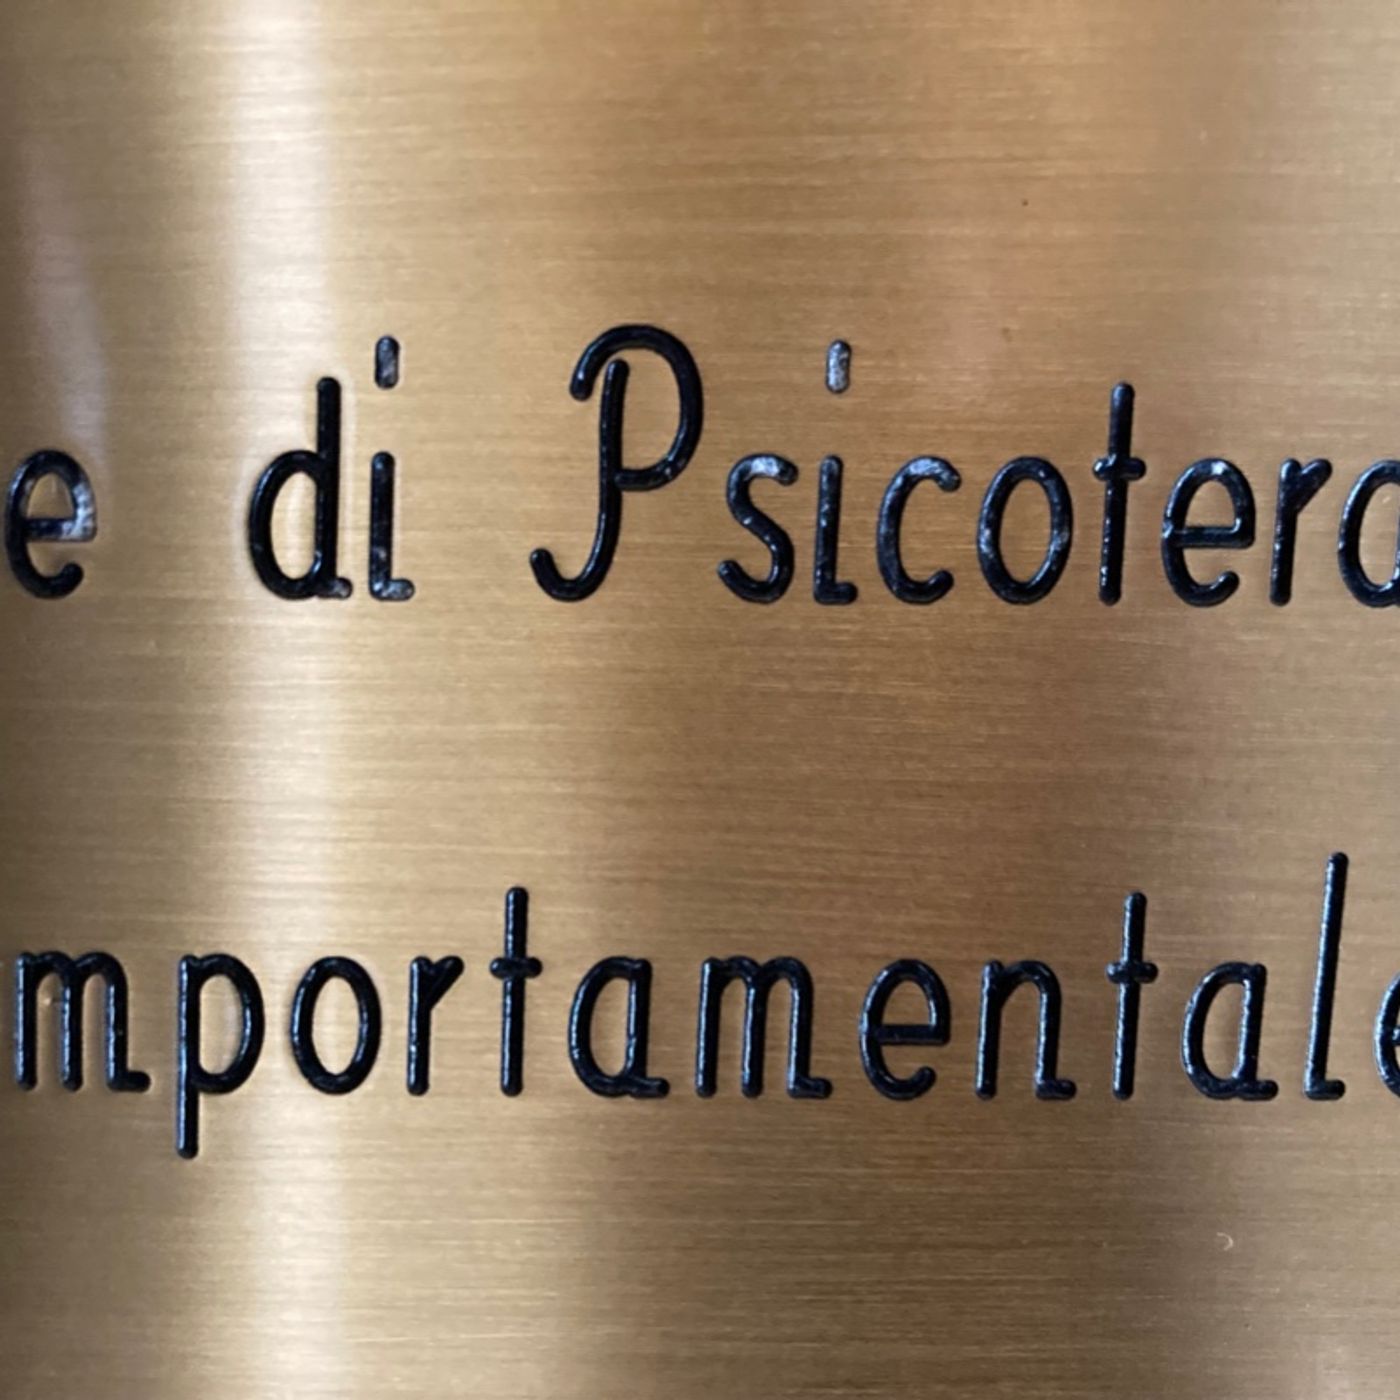 e di Psicotera
mportamentale